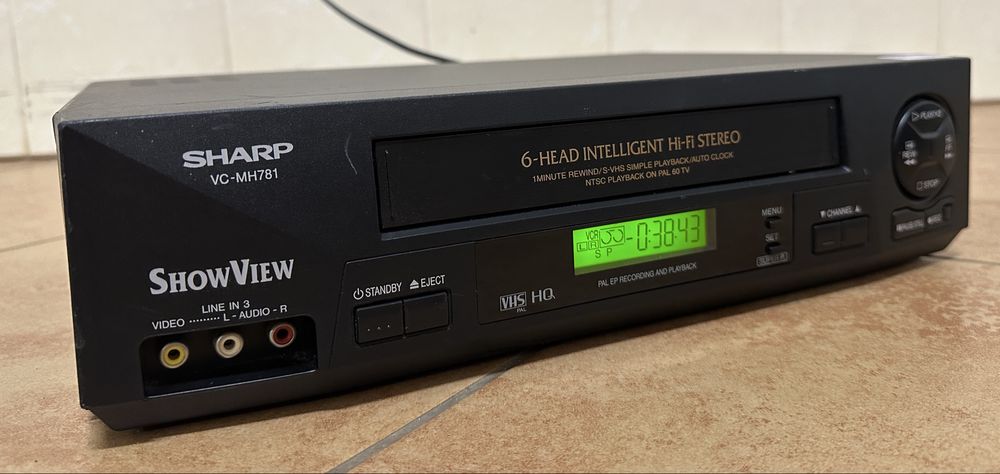 SHARP
VC-MH781
6-HEAD INTELLIGENT Hi-Fi STEREO
1MINUTE REWIND/S-VHS SIMPLE PLAYBACK/AUTO CLOCK
NTSC PLAYBACK ON PAL 60 TV
SHOWVIEW
LINE IN 3
VIDEO ········· L - AUDIO - R
STANDBY
EJECT
VCR
L R
S P
-0:38:43
PAL EP RECORDING AND PLAYBACK
VHS
PAL
HQ
MENU
SET
CHANNEL
REW
STOP